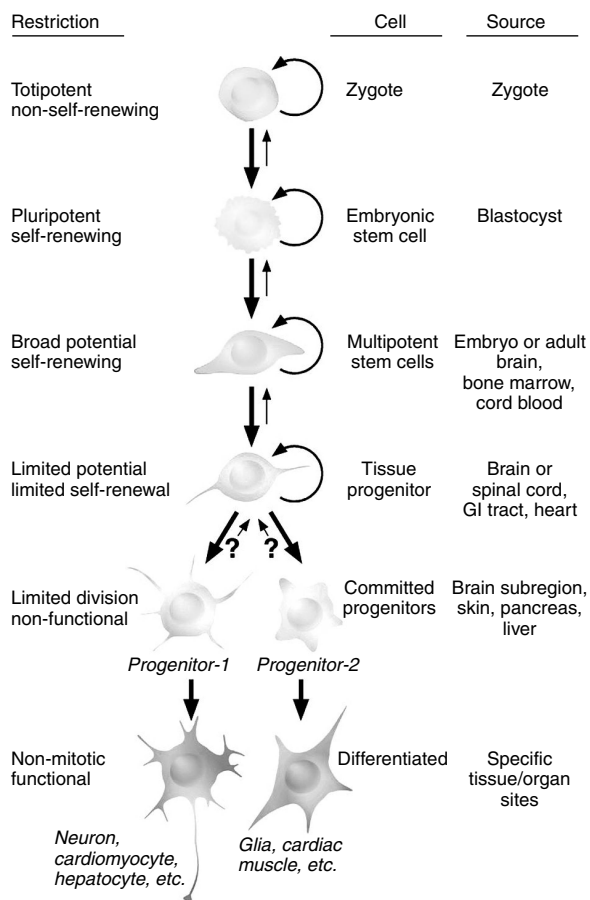 Restriction Cell Source
Totipotent
non-self-renewing
Zygote
Zygote
Pluripotent
self-renewing
Embryonic
stem cell
Blastocyst
Broad potential
self-renewing
Multipotent
stem cells
Embryo or adult
brain,
bone marrow,
cord blood
Limited potential
limited self-renewal
Tissue
progenitor
Brain or
spinal cord,
GI tract, heart
? ?
Limited division
non-functional
Committed
progenitors
Brain subregion,
skin, pancreas,
liver
Progenitor-1 Progenitor-2
Non-mitotic
functional
Differentiated
Specific
tissue/organ
sites
Neuron,
cardiomyocyte,
hepatocyte, etc.
Glia, cardiac
muscle, etc.